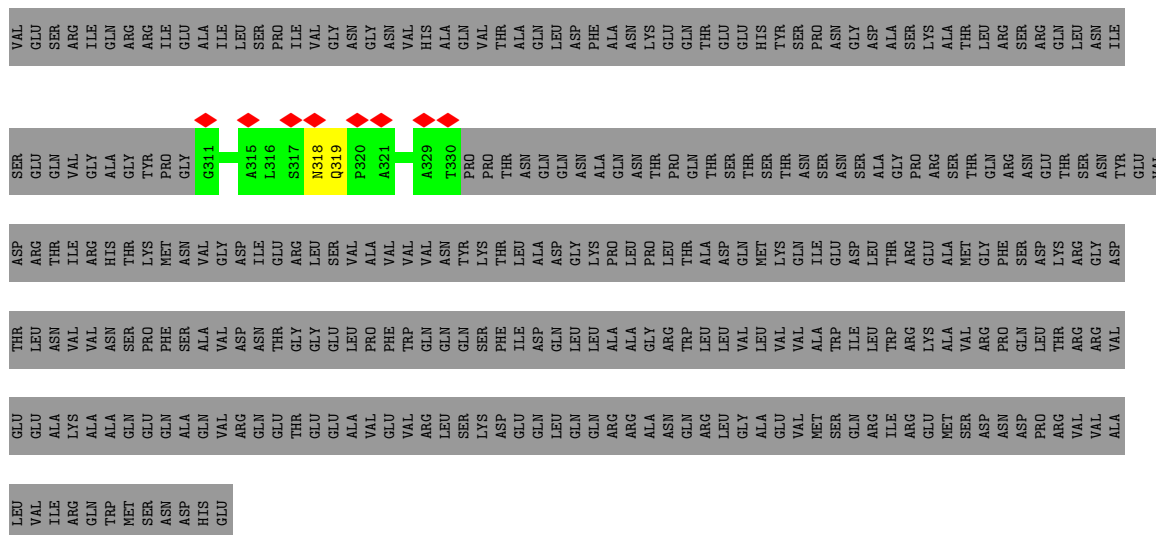 VAL GLU SER ARG ILE GLN ARG ARG ILE GLU ALA ILE LEU SER PRO ILE VAL GLY ASN GLY ASN VAL HIS ALA GLN VAL THR ALA GLN LEU ASP PHE ALA ASN LYS GLU GLN THR GLU GLU HIS TYR SER PRO ASN GLY ASP ALA SER LYS ALA THR LEU ARG SER ARG GLN LEU ASN ILE
SER GLU GLN VAL GLY ALA GLY TYR PRO GLY G311 A315 L316 S317 N318 Q319 P320 A321 A329 T330 PRO PRO THR ASN GLN GLN ASN ALA GLN ASN THR PRO GLN THR SER THR SER THR ASN SER ASN SER ALA GLY PRO ARG SER THR GLN ARG ASN GLU THR SER ASN TYR GLU VAL
ASP ARG THR ILE ARG HIS THR LYS MET ASN VAL GLY ASP ILE GLU ARG LEU SER VAL ALA VAL VAL VAL ASN TYR LYS THR LEU ALA ASP GLY LYS PRO LEU PRO LEU THR ALA ASP GLN MET LYS GLN ILE GLU ASP LEU THR ARG GLU ALA MET GLY PHE SER ASP LYS ARG GLY ASP
THR LEU ASN VAL VAL ASN SER PRO PHE SER ALA VAL ASP ASN THR GLY GLY GLU LEU PRO PHE TRP GLN GLN GLN SER PHE ILE ASP GLN LEU LEU ALA ALA GLY ARG TRP LEU LEU VAL LEU VAL VAL ALA TRP ILE LEU TRP ARG LYS ALA VAL ARG PRO GLN LEU THR ARG ARG VAL
GLU GLU ALA LYS ALA ALA GLN GLU GLN ALA GLN VAL ARG GLN GLU THR GLU GLU ALA VAL GLU VAL ARG LEU SER LYS ASP GLU GLN LEU GLN GLN ARG ARG ALA ASN GLN ARG LEU GLY ALA GLU VAL MET SER GLN ARG ILE ARG GLU MET SER ASP ASN ASP PRO ARG VAL VAL ALA
LEU VAL ILE ARG GLN TRP MET SER ASN ASP HIS GLU